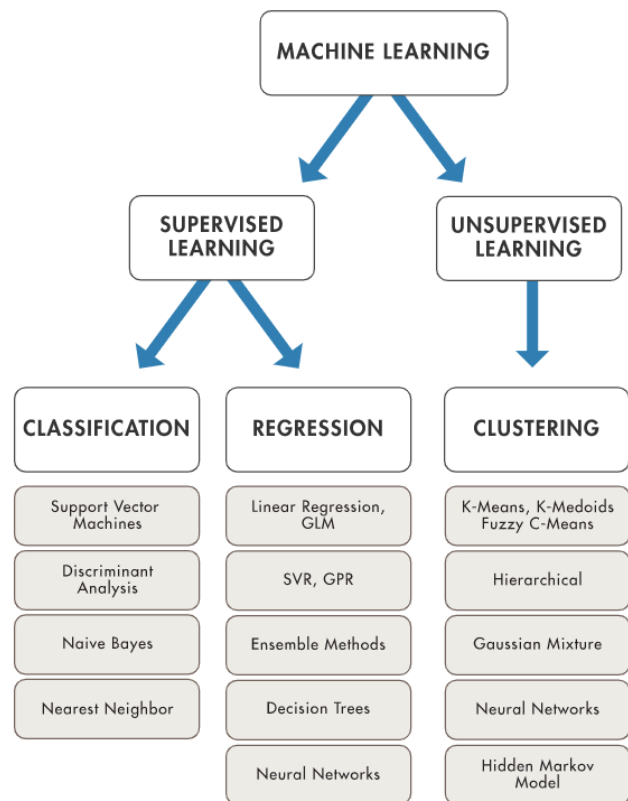 MACHINE LEARNING
SUPERVISED
LEARNING
UNSUPERVISED
LEARNING
CLASSIFICATION
Support Vector
Machines
Discriminant
Analysis
Naive Bayes
Nearest Neighbor
REGRESSION
Linear Regression,
GLM
SVR, GPR
Ensemble Methods
Decision Trees
Neural Networks
CLUSTERING
K-Means, K-Medoids
Fuzzy C-Means
Hierarchical
Gaussian Mixture
Neural Networks
Hidden Markov
Model